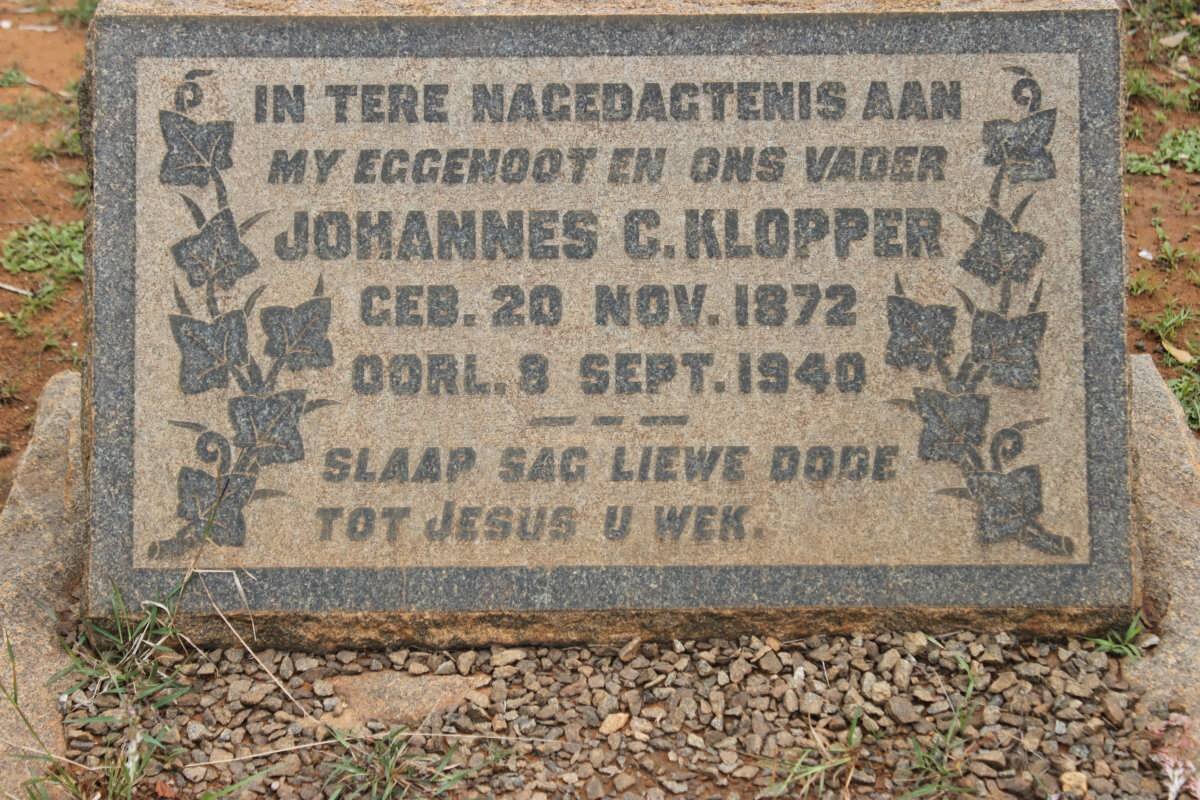 IN TERE NAGEDAGTENIS AAN
MY EGGENOOT EN ONS VADER
JOHANNES C. KLOPPER
GEB. 20 NOV. 1872
OORL. 8 SEPT. 1940
SLAAP SAG LIEWE DODE
TOT JESUS U WEK.